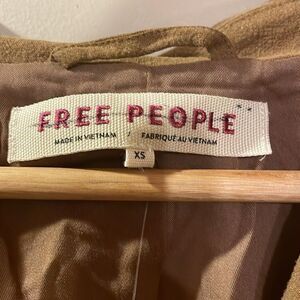 FREE PEOPLE
MADE IN VIETNAM / FABRIQUÉ AU VIETNAM
XS